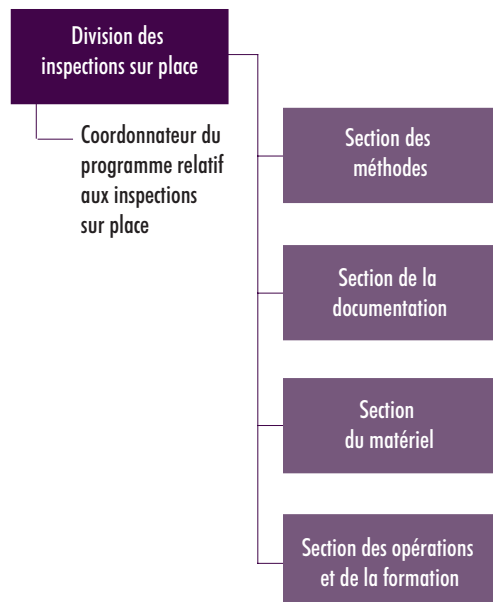 Division des
inspections sur place
Coordonnateur du
programme relatif
aux inspections
sur place
Section des
méthodes
Section de la
documentation
Section
du matériel
Section des opérations
et de la formation